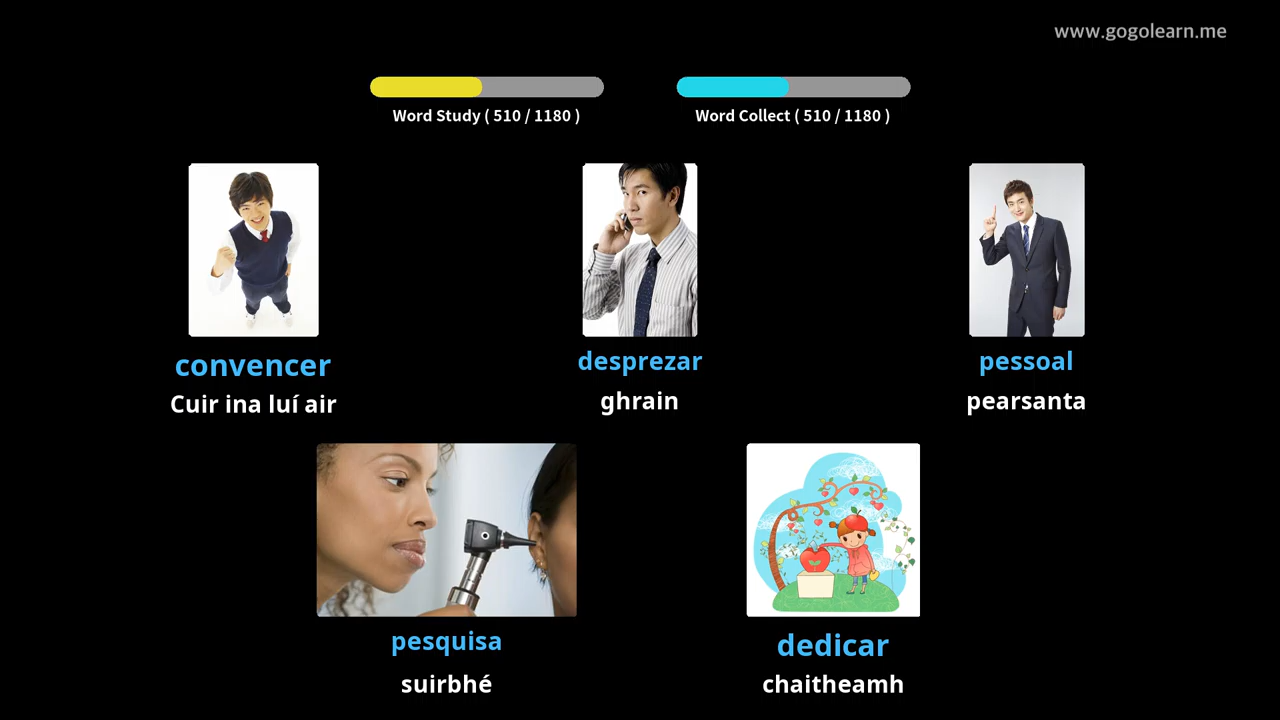 www.gogolearn.me
Word Study ( 510 / 1180 )
Word Collect ( 510 / 1180 )
convencer
Cuir ina luí air
desprezar
ghrain
pessoal
pearsanta
pesquisa
suirbhé
dedicar
chaitheamh